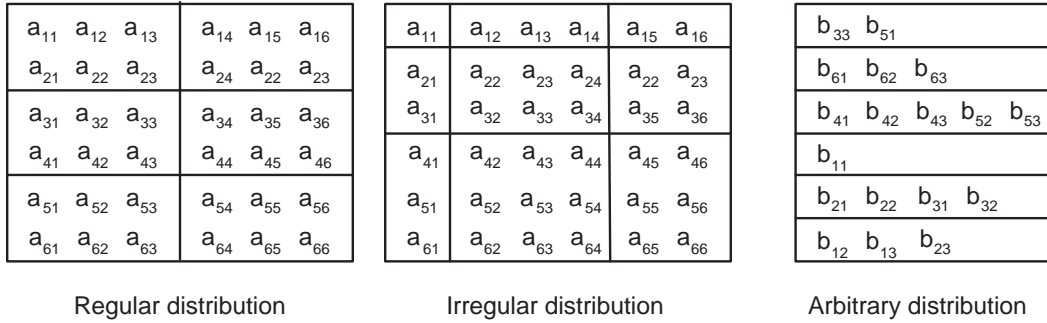 a11 a12 a13 a14 a15 a16
a21 a22 a23 a24 a22 a23
a31 a32 a33 a34 a35 a36
a41 a42 a43 a44 a45 a46
a51 a52 a53 a54 a55 a56
a61 a62 a63 a64 a65 a66
Regular distribution
a11 a12 a13 a14 a15 a16
a21 a22 a23 a24 a22 a23
a31 a32 a33 a34 a35 a36
a41 a42 a43 a44 a45 a46
a51 a52 a53 a54 a55 a56
a61 a62 a63 a64 a65 a66
Irregular distribution
b33 b51
b61 b62 b63
b41 b42 b43 b52 b53
b11
b21 b22 b31 b32
b12 b13 b23
Arbitrary distribution